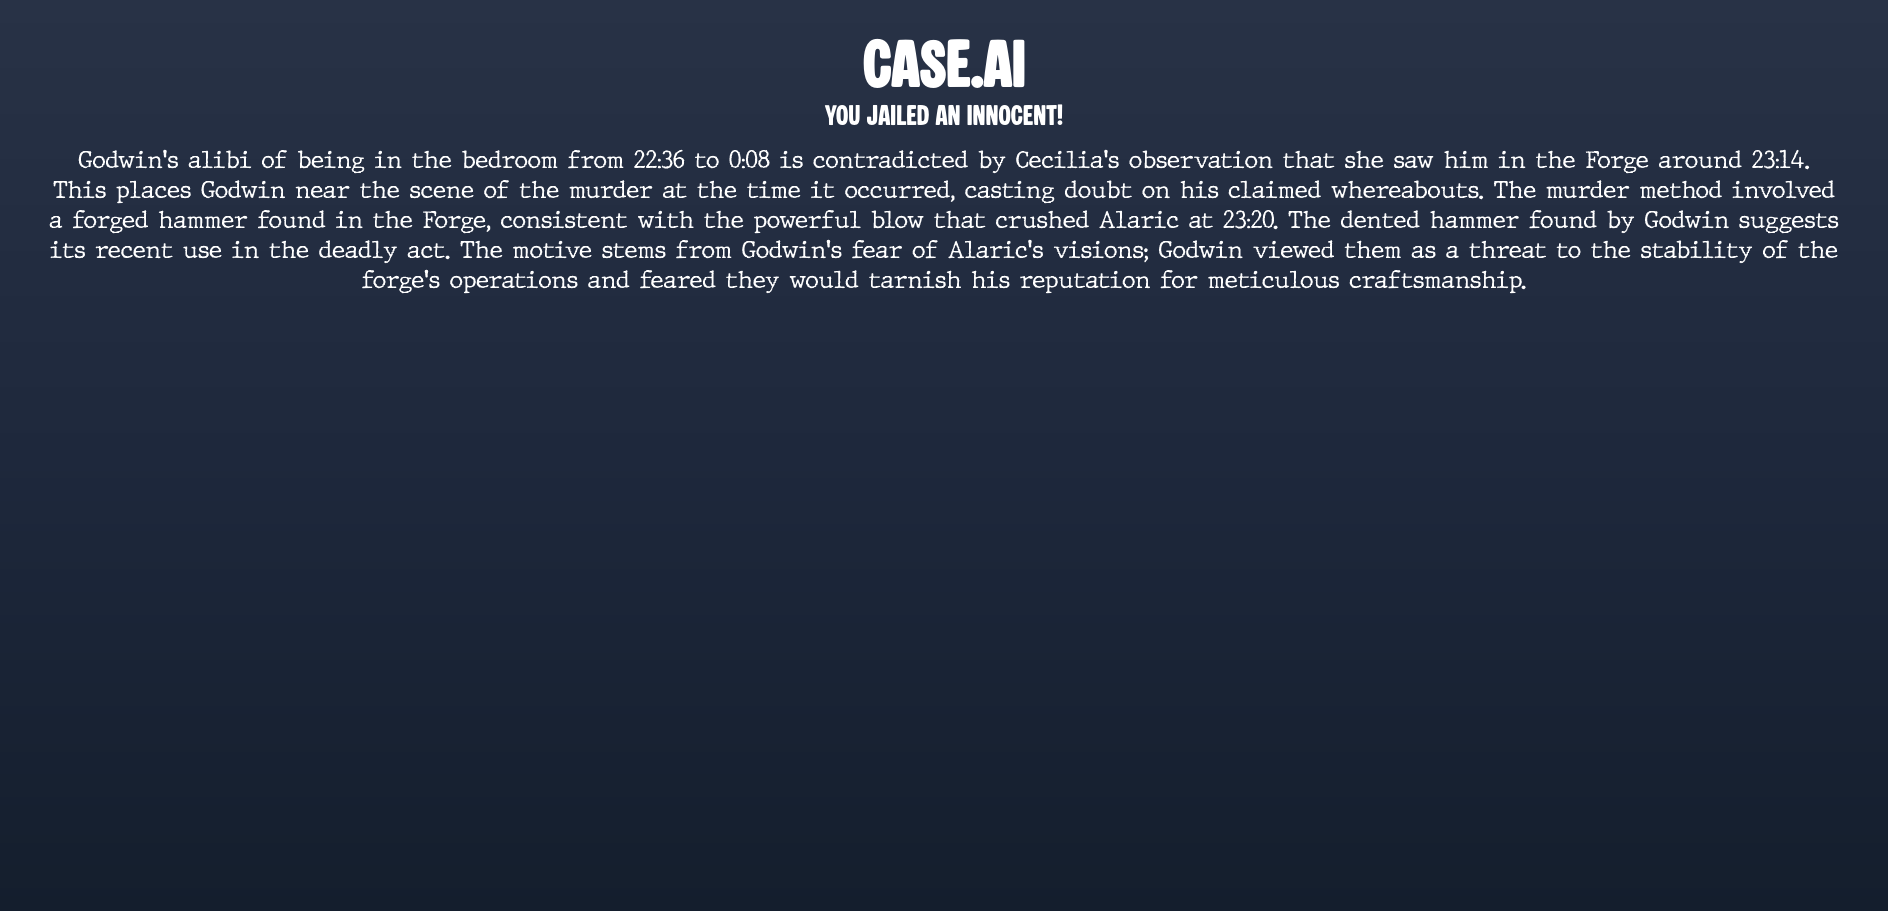 CASE.AI
YOU JAILED AN INNOCENT!
Godwin's alibi of being in the bedroom from 22:36 to 0:08 is contradicted by Cecilia's observation that she saw him in the Forge around 23:14.
This places Godwin near the scene of the murder at the time it occurred, casting doubt on his claimed whereabouts. The murder method involved
a forged hammer found in the Forge, consistent with the powerful blow that crushed Alaric at 23:20. The dented hammer found by Godwin suggests
its recent use in the deadly act. The motive stems from Godwin's fear of Alaric's visions; Godwin viewed them as a threat to the stability of the
forge's operations and feared they would tarnish his reputation for meticulous craftsmanship.